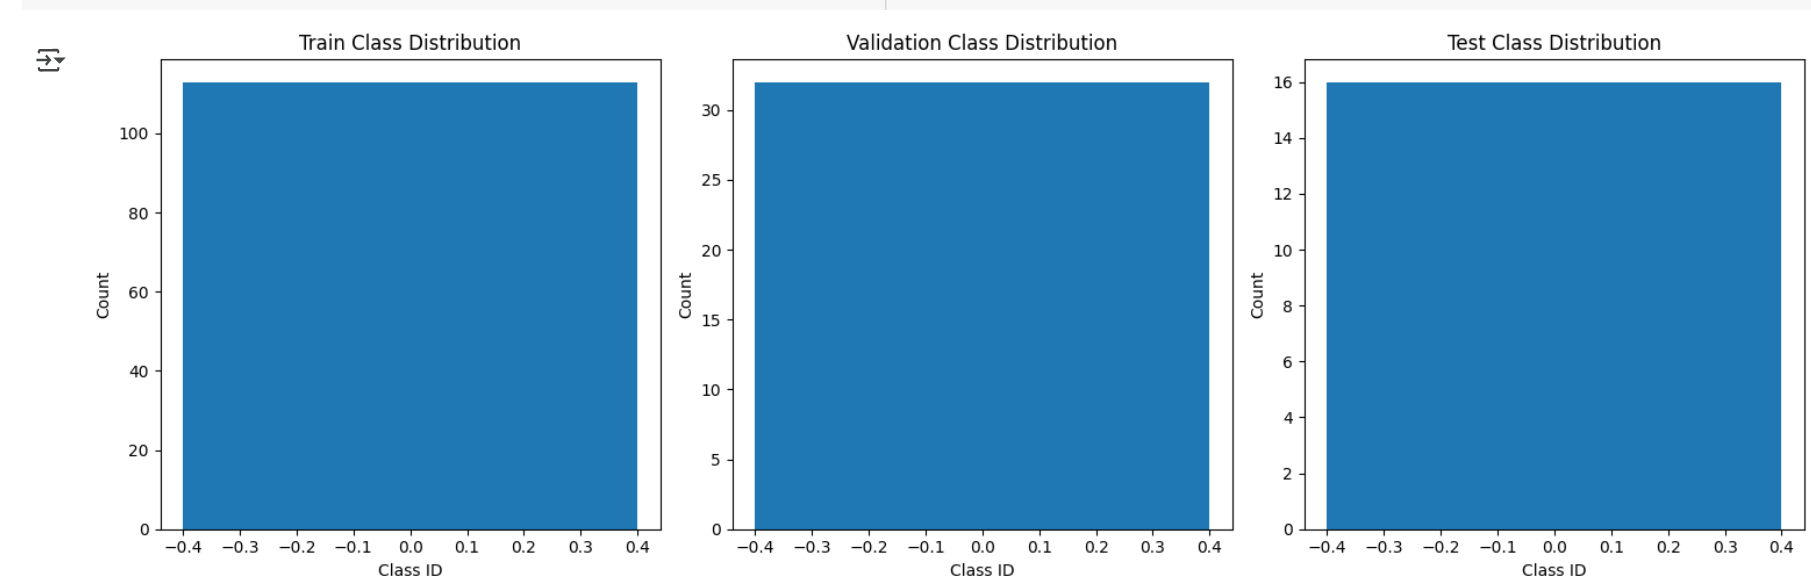 Train Class Distribution
Count
100
80
60
40
20
0
−0.4 −0.3 −0.2 −0.1 0.0 0.1 0.2 0.3 0.4
Class ID
Validation Class Distribution
Count
30
25
20
15
10
5
0
−0.4 −0.3 −0.2 −0.1 0.0 0.1 0.2 0.3 0.4
Class ID
Test Class Distribution
Count
16
14
12
10
8
6
4
2
0
−0.4 −0.3 −0.2 −0.1 0.0 0.1 0.2 0.3 0.4
Class ID